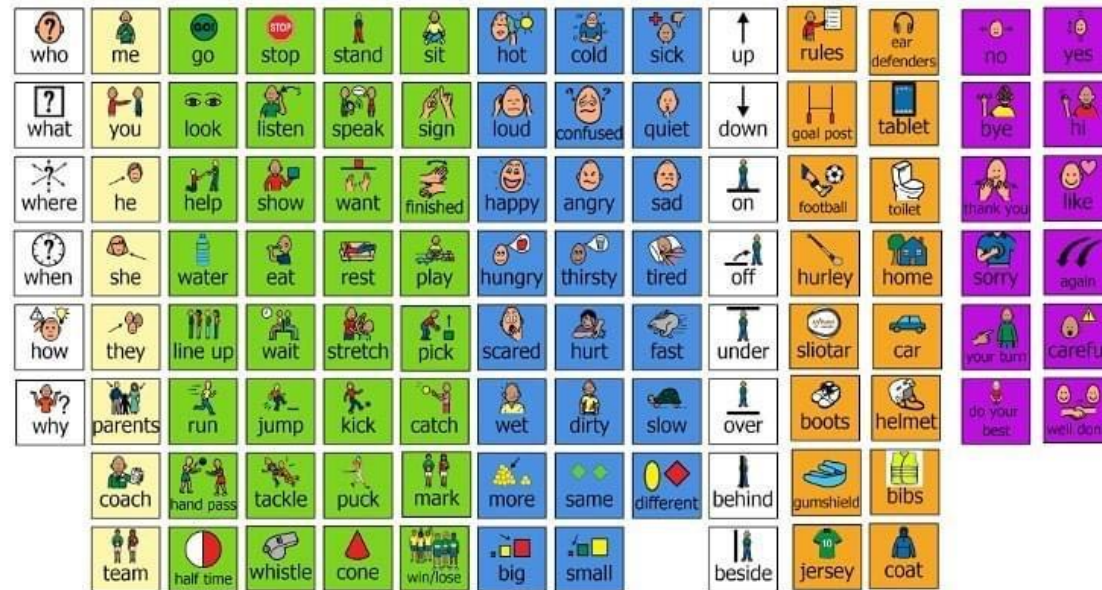 GO! STOP
who me go stop stand sit hot cold sick up rules ear defenders no yes
what you look listen speak sign loud confused quiet down goal post tablet bye hi
where he help show want finished happy angry sad on football toilet thank you like
when she water eat rest play hungry thirsty tired off hurley home sorry again
how they line up wait stretch pick scared hurt fast under sliotar car your turn carefu
why parents run jump kick catch wet dirty slow over boots helmet do your best well don
coach hand pass tackle puck mark more same different behind gumshield bibs
10
team half time whistle cone win/lose big small beside jersey coat